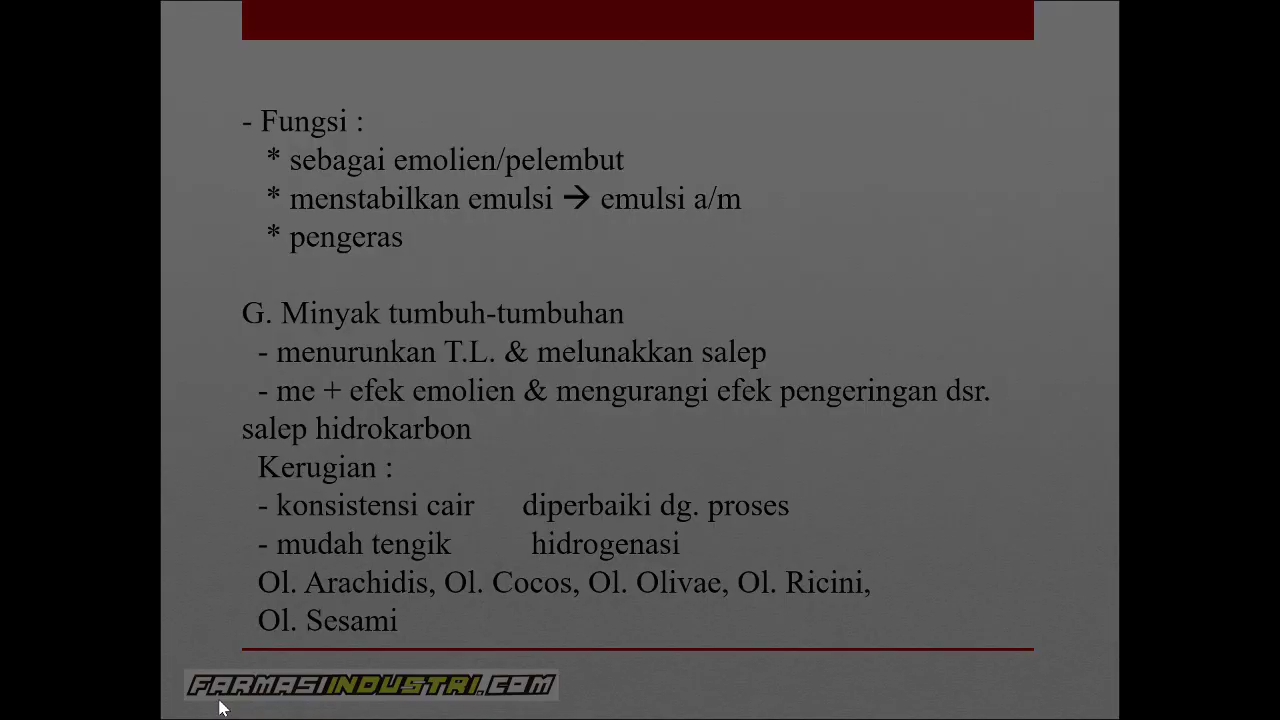 - Fungsi :
* sebagai emolien/pelembut
* menstabilkan emulsi → emulsi a/m
* pengeras
G. Minyak tumbuh-tumbuhan
- menurunkan T.L. & melunakkan salep
- me + efek emolien & mengurangi efek pengeringan dsr.
salep hidrokarbon
Kerugian :
- konsistensi cair diperbaiki dg. proses
- mudah tengik hidrogenasi
Ol. Arachidis, Ol. Cocos, Ol. Olivae, Ol. Ricini,
Ol. Sesami
FARMASIINDUSTRI.COM